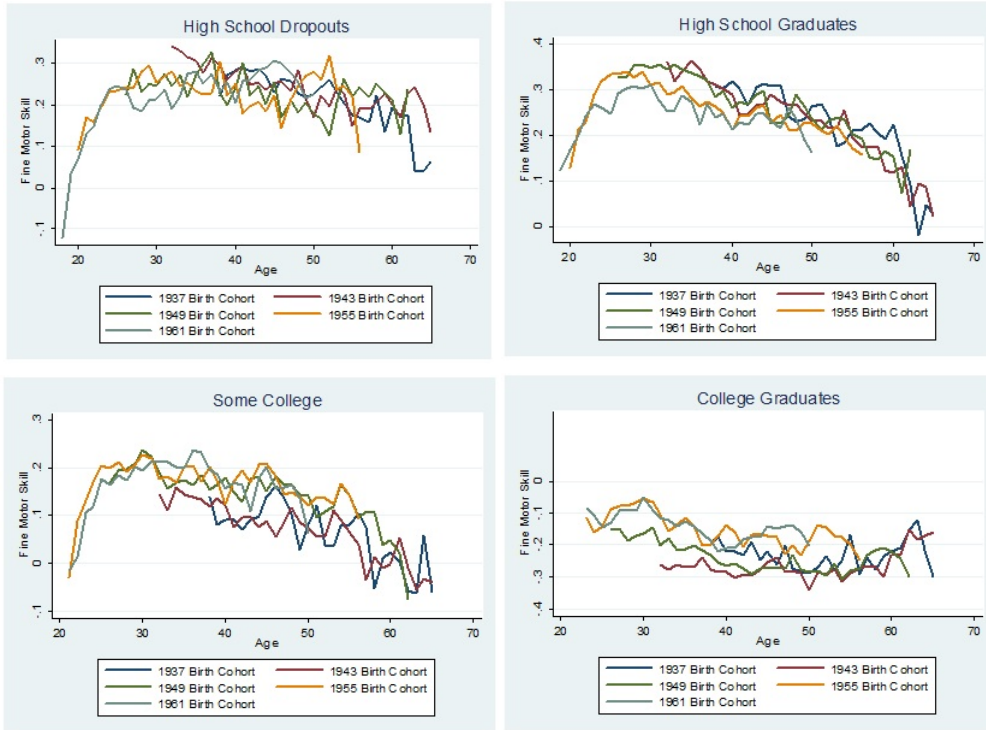 High School Dropouts
Fine Motor Skill
.3
.2
.1
0
-.1
20 30 40 50 60 70
Age
1937 Birth Cohort 1943 Birth Cohort
1949 Birth Cohort 1955 Birth Cohort
1961 Birth Cohort
High School Graduates
Fine Motor Skill
.4
.3
.2
.1
0
20 30 40 50 60 70
Age
1937 Birth Cohort 1943 Birth Cohort
1949 Birth Cohort 1955 Birth Cohort
1961 Birth Cohort
Some College
Fine Motor Skill
.3
.2
.1
0
-.1
20 30 40 50 60 70
Age
1937 Birth Cohort 1943 Birth Cohort
1949 Birth Cohort 1955 Birth Cohort
1961 Birth Cohort
College Graduates
Fine Motor Skill
0
-.1
-.2
-.3
-.4
20 30 40 50 60 70
Age
1937 Birth Cohort 1943 Birth Cohort
1949 Birth Cohort 1955 Birth Cohort
1961 Birth Cohort